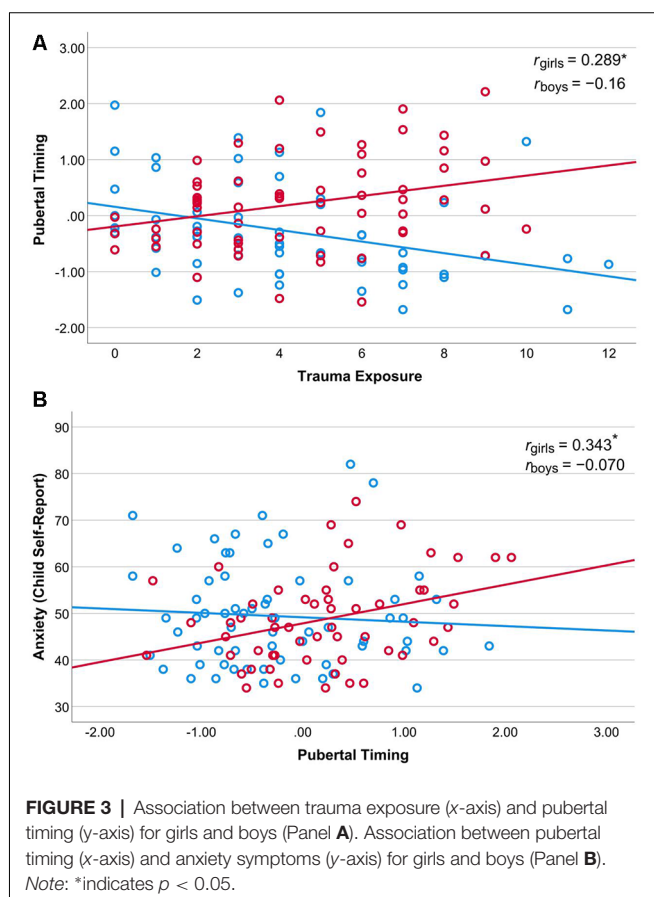 A
3.00
2.00
1.00
.00
-1.00
-2.00
Pubertal Timing
r girls = 0.289*
r boys = −0.16
0 2 4 6 8 10 12
Trauma Exposure
B
90
80
70
60
50
40
30
Anxiety (Child Self-Report)
r girls = 0.343*
r boys = −0.070
-2.00 -1.00 .00 1.00 2.00 3.00
Pubertal Timing
FIGURE 3 | Association between trauma exposure (x-axis) and pubertal
timing (y-axis) for girls and boys (Panel A). Association between pubertal
timing (x-axis) and anxiety symptoms (y-axis) for girls and boys (Panel B).
Note: *indicates p < 0.05.